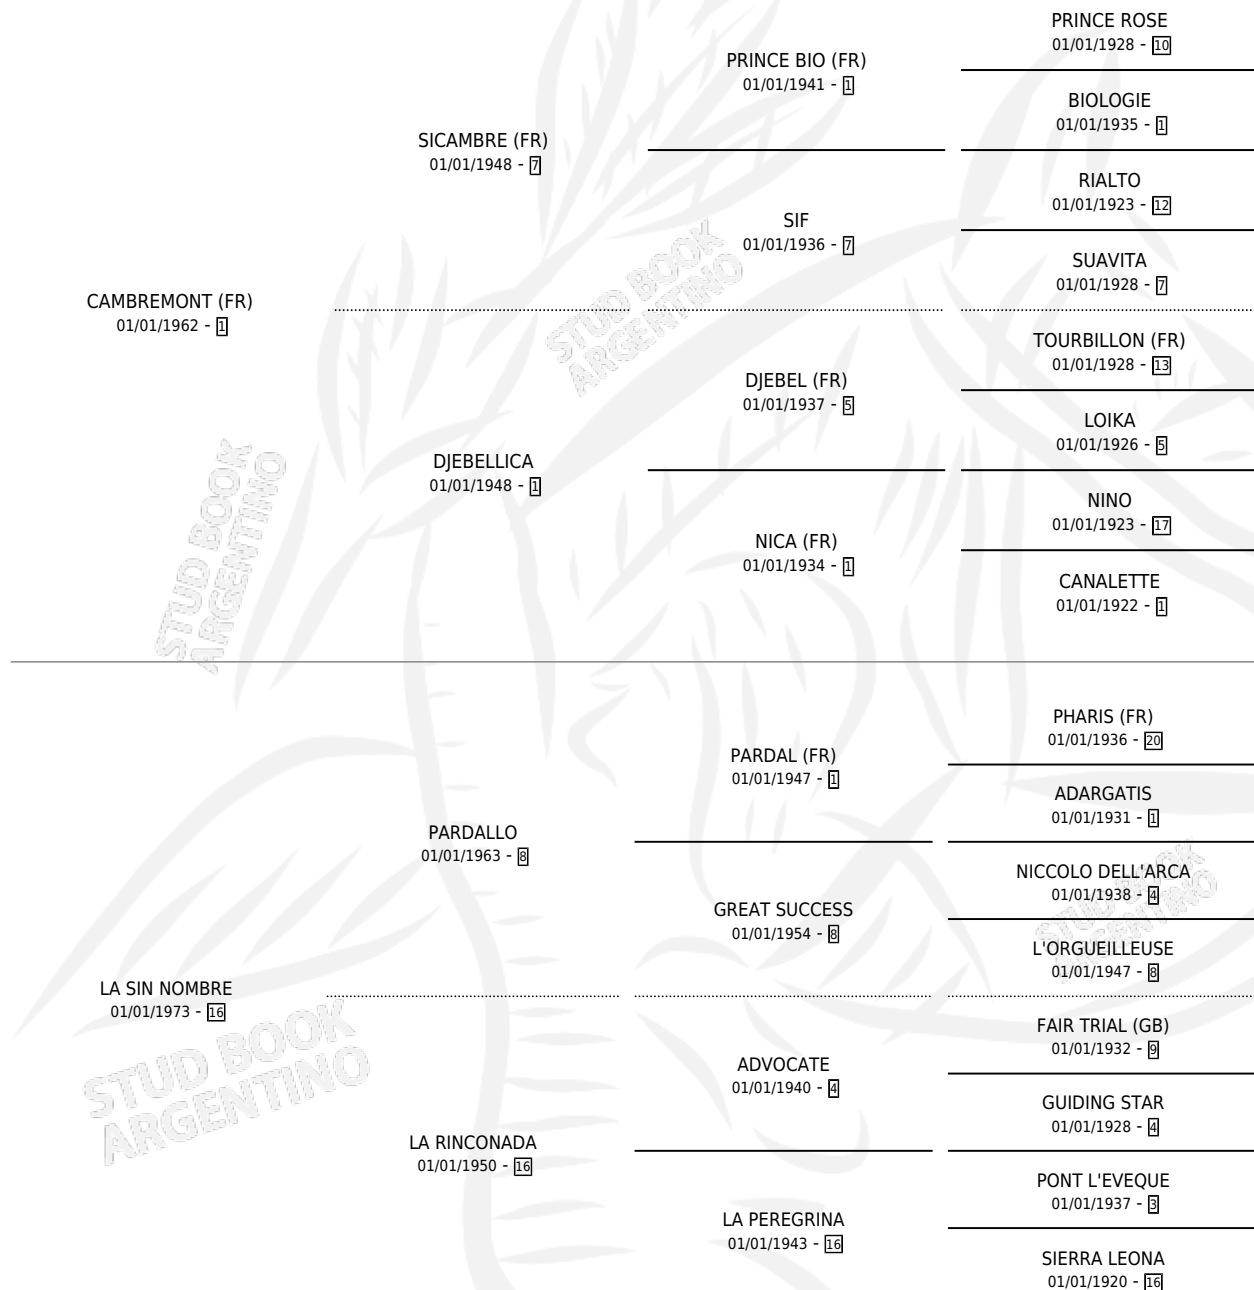 PRINCE ROSE
01/01/1928 - 10
PRINCE BIO (FR)
01/01/1941 - 1
BIOLOGIE
01/01/1935 - 1
SICAMBRE (FR)
01/01/1948 - 7
RIALTO
01/01/1923 - 12
SIF
01/01/1936 - 7
SUAVITA
01/01/1928 - 7
CAMBREMONT (FR)
01/01/1962 - 1
STUD BOOK
ARGENTINO
TOURBILLON (FR)
01/01/1928 - 13
DJEBEL (FR)
01/01/1937 - 5
LOIKA
01/01/1926 - 5
DJEBELLICA
01/01/1948 - 1
NINO
01/01/1923 - 17
NICA (FR)
01/01/1934 - 1
CANALETTE
01/01/1922 - 1
STUD BOOK
ARGENTINO
PHARIS (FR)
01/01/1936 - 20
PARDAL (FR)
01/01/1947 - 1
ADARGATIS
01/01/1931 - 1
PARDALLO
01/01/1963 - 8
NICCOLO DELL'ARCA
01/01/1938 - 4
STUD BOOK
ARGENTINO
GREAT SUCCESS
01/01/1954 - 8
L'ORGUEILLEUSE
01/01/1947 - 8
LA SIN NOMBRE
01/01/1973 - 16
STUD BOOK
ARGENTINO
FAIR TRIAL (GB)
01/01/1932 - 9
ADVOCATE
01/01/1940 - 4
GUIDING STAR
01/01/1928 - 4
LA RINCONADA
01/01/1950 - 16
PONT L'EVEQUE
01/01/1937 - 3
LA PEREGRINA
01/01/1943 - 16
SIERRA LEONA
01/01/1920 - 16